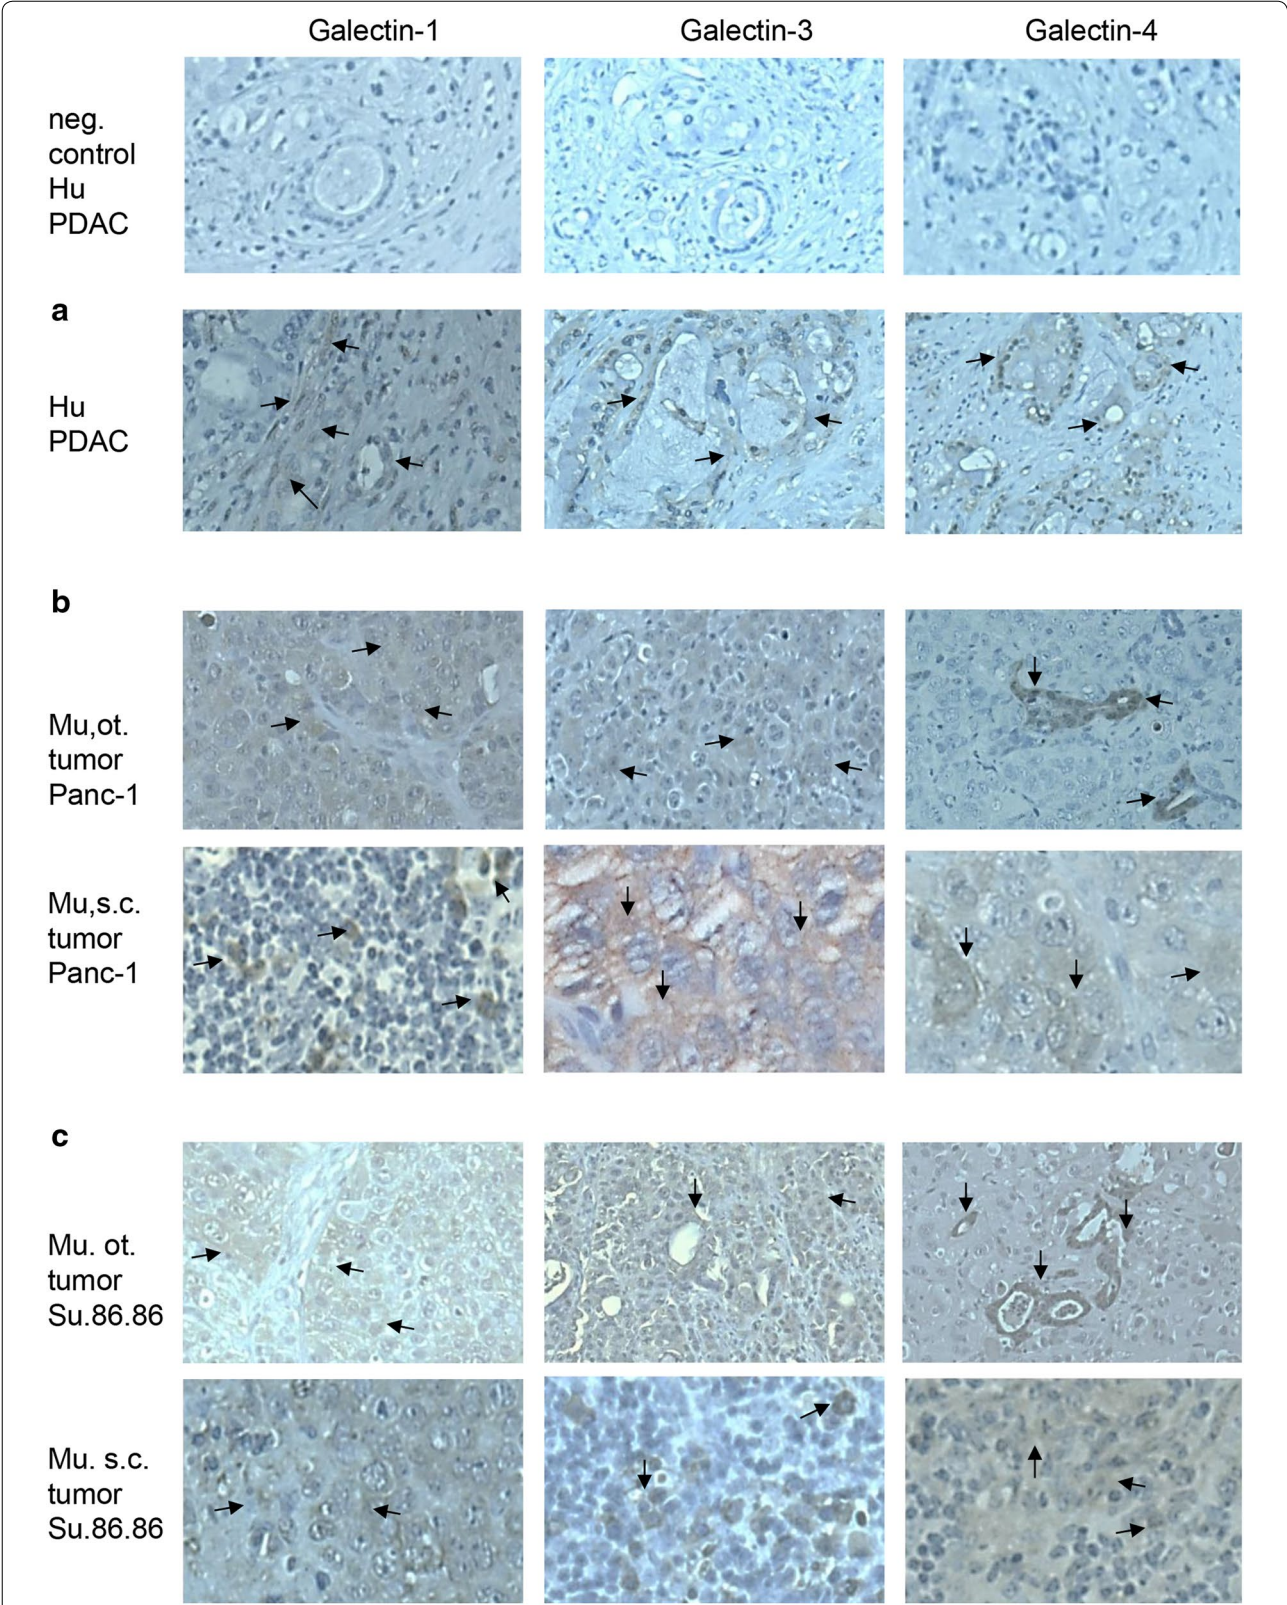 Galectin-1 Galectin-3 Galectin-4
neg.
control
Hu
PDAC
a
Hu
PDAC
b
Mu,ot.
tumor
Panc-1
Mu,s.c.
tumor
Panc-1
c
Mu. ot.
tumor
Su.86.86
Mu. s.c.
tumor
Su.86.86